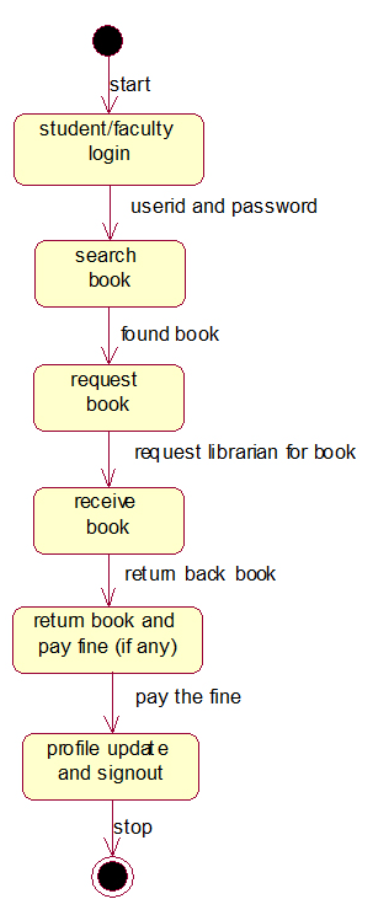 start
student/faculty
login
userid and password
search
book
found book
request
book
request librarian for book
receive
book
return back book
return book and
pay fine (if any)
pay the fine
profile update
and signout
stop